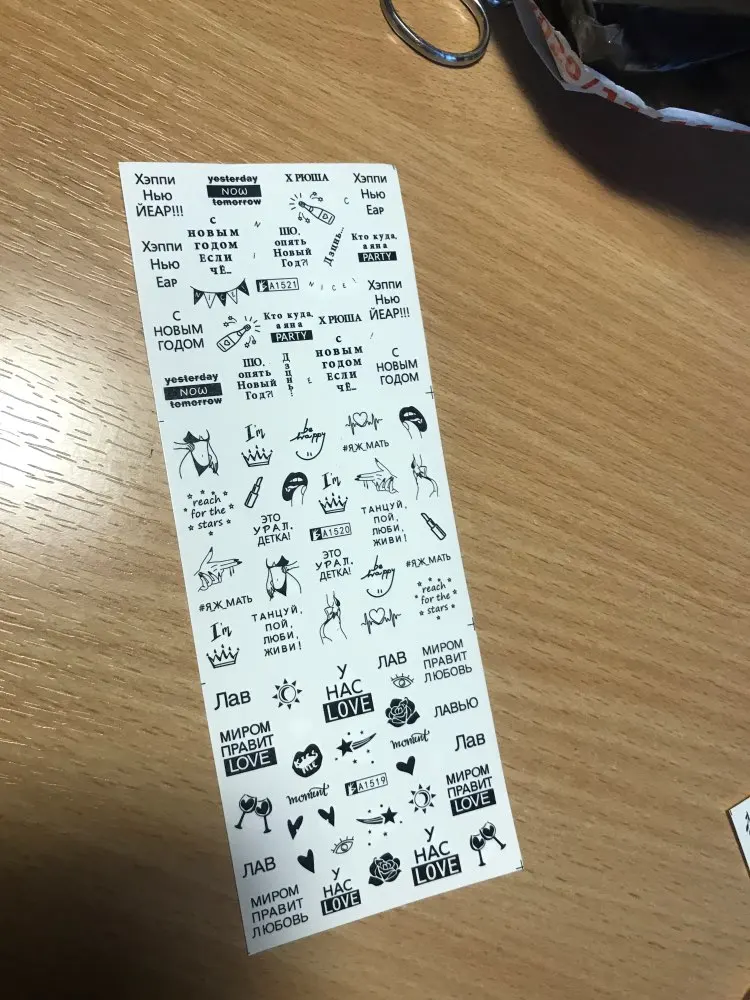 Хэппи
Нью
ЙЕАР!!!
yesterday
NOW
tomorrow
Х РЮША
Хэппи
Нью
Еар
Хэппи
Нью
Еар
С
НОВЫМ
ГОДОМ
ЕСЛИ
ЧЁ...
ШО,
опять
Новый
Год?!
Дзинь...
Кто куда,
а я на
PARTY
NICE!
A1521
NICE!
Хэппи
Нью
ЙЕАР!!!
С
НОВЫМ
ГОДОМ
Кто куда,
а я на
PARTY
Х РЮША
yesterday
NOW
tomorrow
ШО,
опять
Новый
Год?!
С
НОВЫМ
ГОДОМ
ЕСЛИ
ЧЁ...
С
НОВЫМ
ГОДОМ
I'm
be
happy
#ЯЖ_МАТЬ
reach
for the
stars
I'm
ЭТО
УРАЛ,
ДЕТКА!
A1520
ТАНЦУЙ,
ПОЙ,
ЛЮБИ,
ЖИВИ!
ЭТО
УРАЛ,
ДЕТКА!
be
happy
#ЯЖ_МАТЬ
#ЯЖ_МАТЬ
reach
for the
stars
I'm
ТАНЦУЙ,
ПОЙ,
ЛЮБИ,
ЖИВИ!
Лав
У
НАС
LOVE
ЛАВ
МИРОМ
ПРАВИТ
ЛЮБОВЬ
ЛАВЬЮ
МИРОМ
ПРАВИТ
LOVE
moment
Лав
moment
A1519
МИРОМ
ПРАВИТ
LOVE
ЛАВ
У
НАС
LOVE
МИРОМ
ПРАВИТ
ЛЮБОВЬ
У
НАС
LOVE